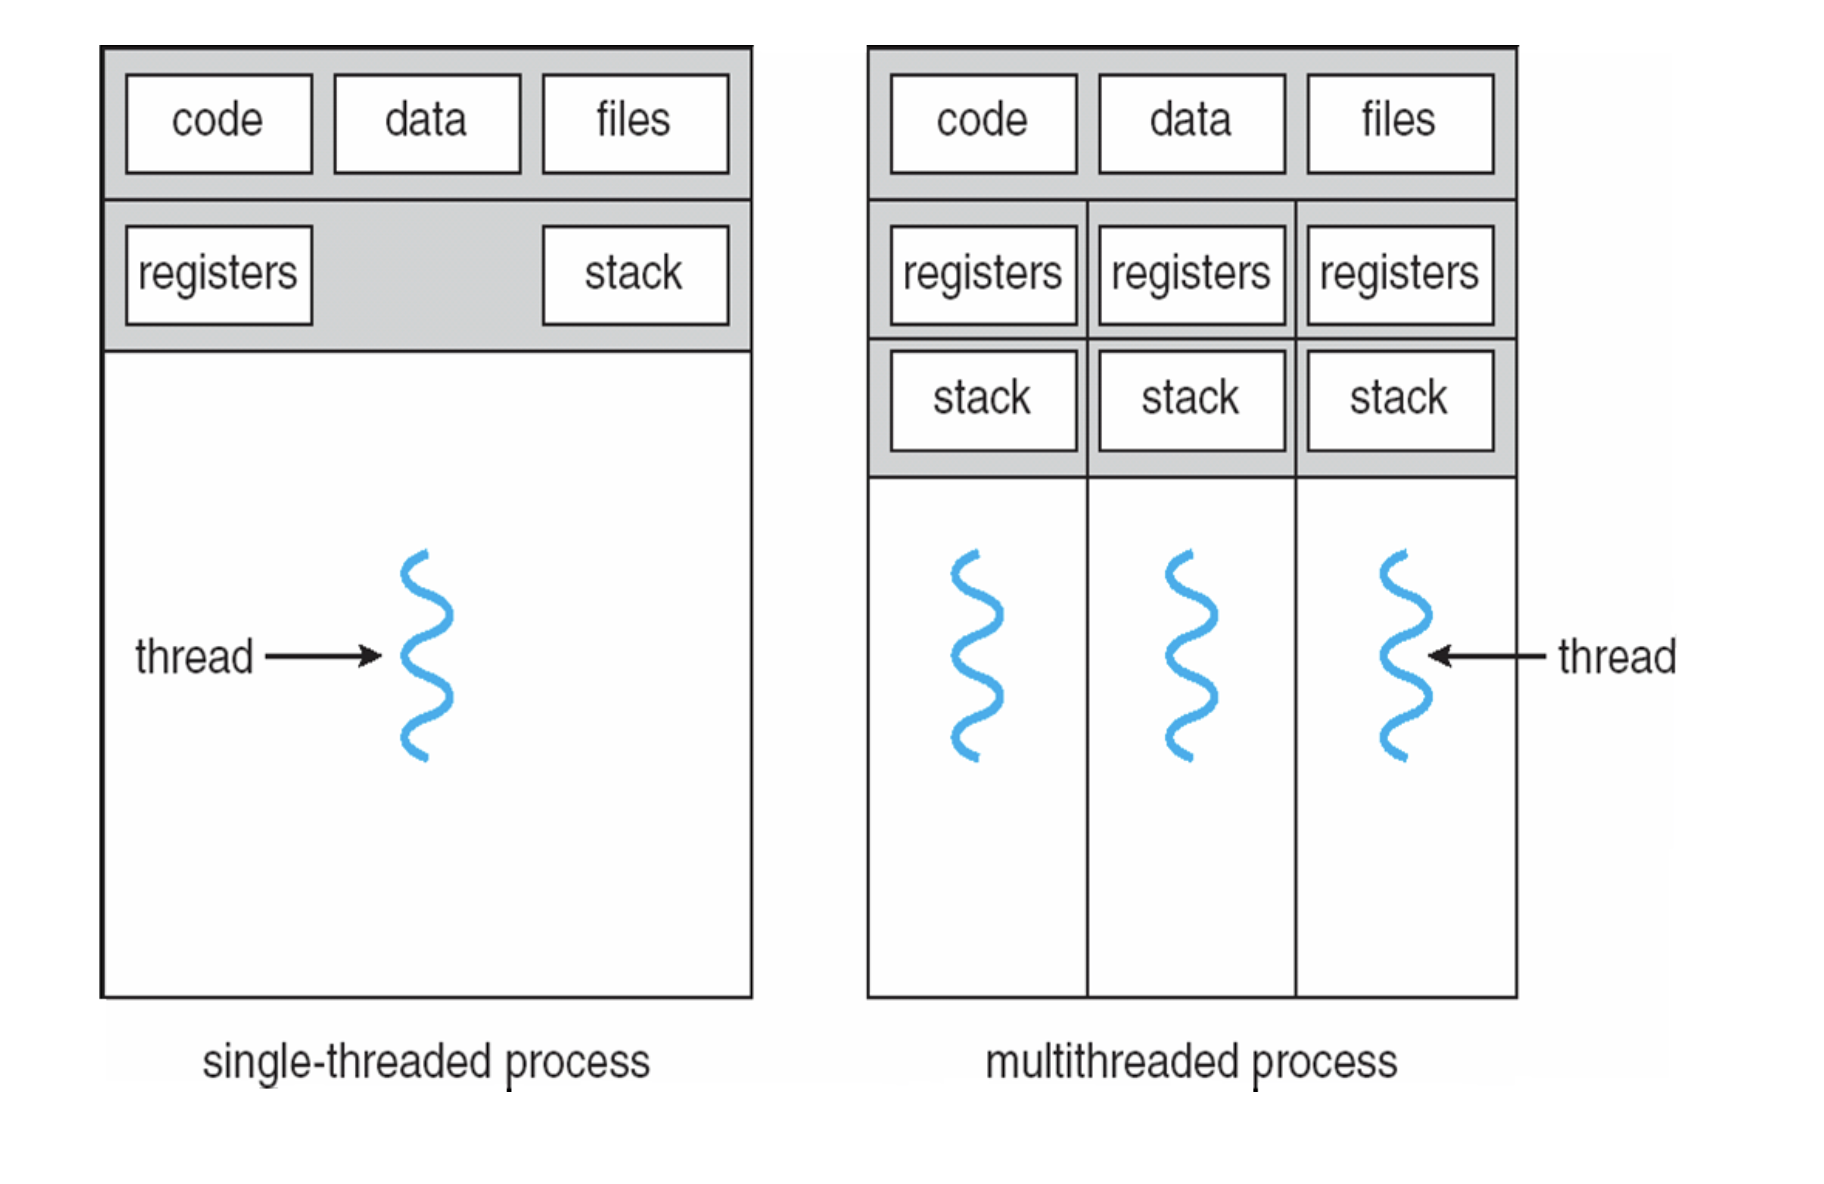 code data files
registers stack
thread
single-threaded process
code data files
registers registers registers
stack stack stack
thread
multithreaded process